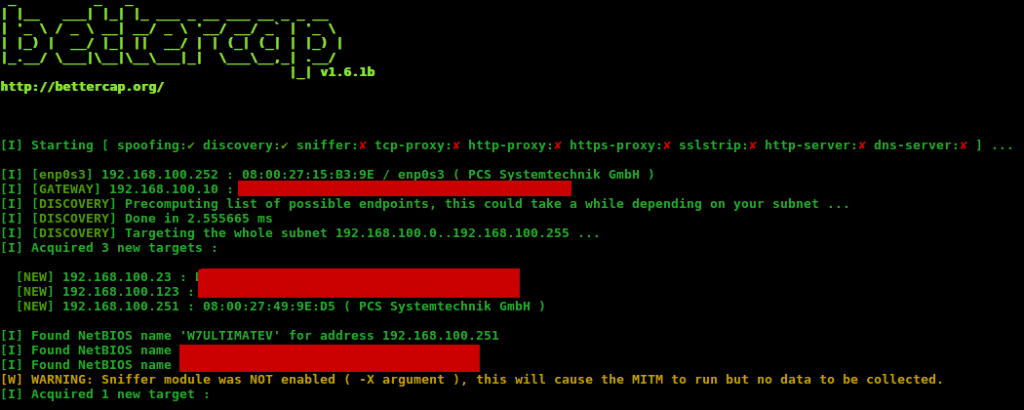 bettercap
v1.6.1b
http://bettercap.org/
[I] Starting [ spoofing:✔ discovery:✔ sniffer:✘ tcp-proxy:✘ http-proxy:✘ https-proxy:✘ sslstrip:✘ http-server:✘ dns-server:✘ ] ...
[I] [enp0s3] 192.168.100.252 : 08:00:27:15:B3:9E / enp0s3 ( PCS Systemtechnik GmbH )
[I] [GATEWAY] 192.168.100.10 :
[I] [DISCOVERY] Precomputing list of possible endpoints, this could take a while depending on your subnet ...
[I] [DISCOVERY] Done in 2.555665 ms
[I] [DISCOVERY] Targeting the whole subnet 192.168.100.0..192.168.100.255 ...
[I] Acquired 3 new targets :
[NEW] 192.168.100.23 :
[NEW] 192.168.100.123 :
[NEW] 192.168.100.251 : 08:00:27:49:9E:D5 ( PCS Systemtechnik GmbH )
[I] Found NetBIOS name 'W7ULTIMATEV' for address 192.168.100.251
[I] Found NetBIOS name
[I] Found NetBIOS name
[W] WARNING: Sniffer module was NOT enabled ( -X argument ), this will cause the MITM to run but no data to be collected.
[I] Acquired 1 new target :